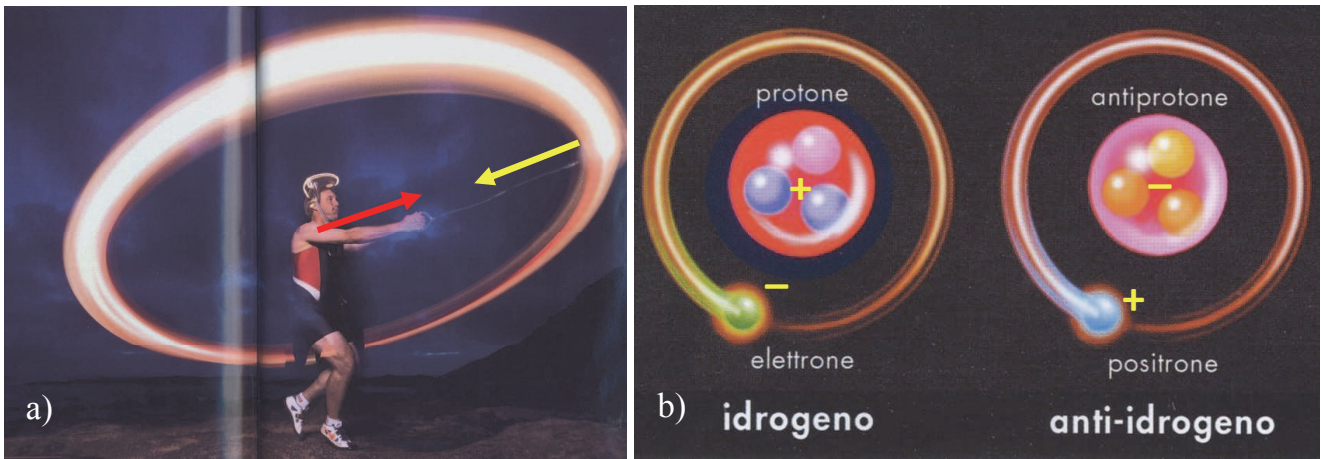 a)
protone
+
−
elettrone
idrogeno
antiprotone
−
+
positrone
anti-idrogeno
b)